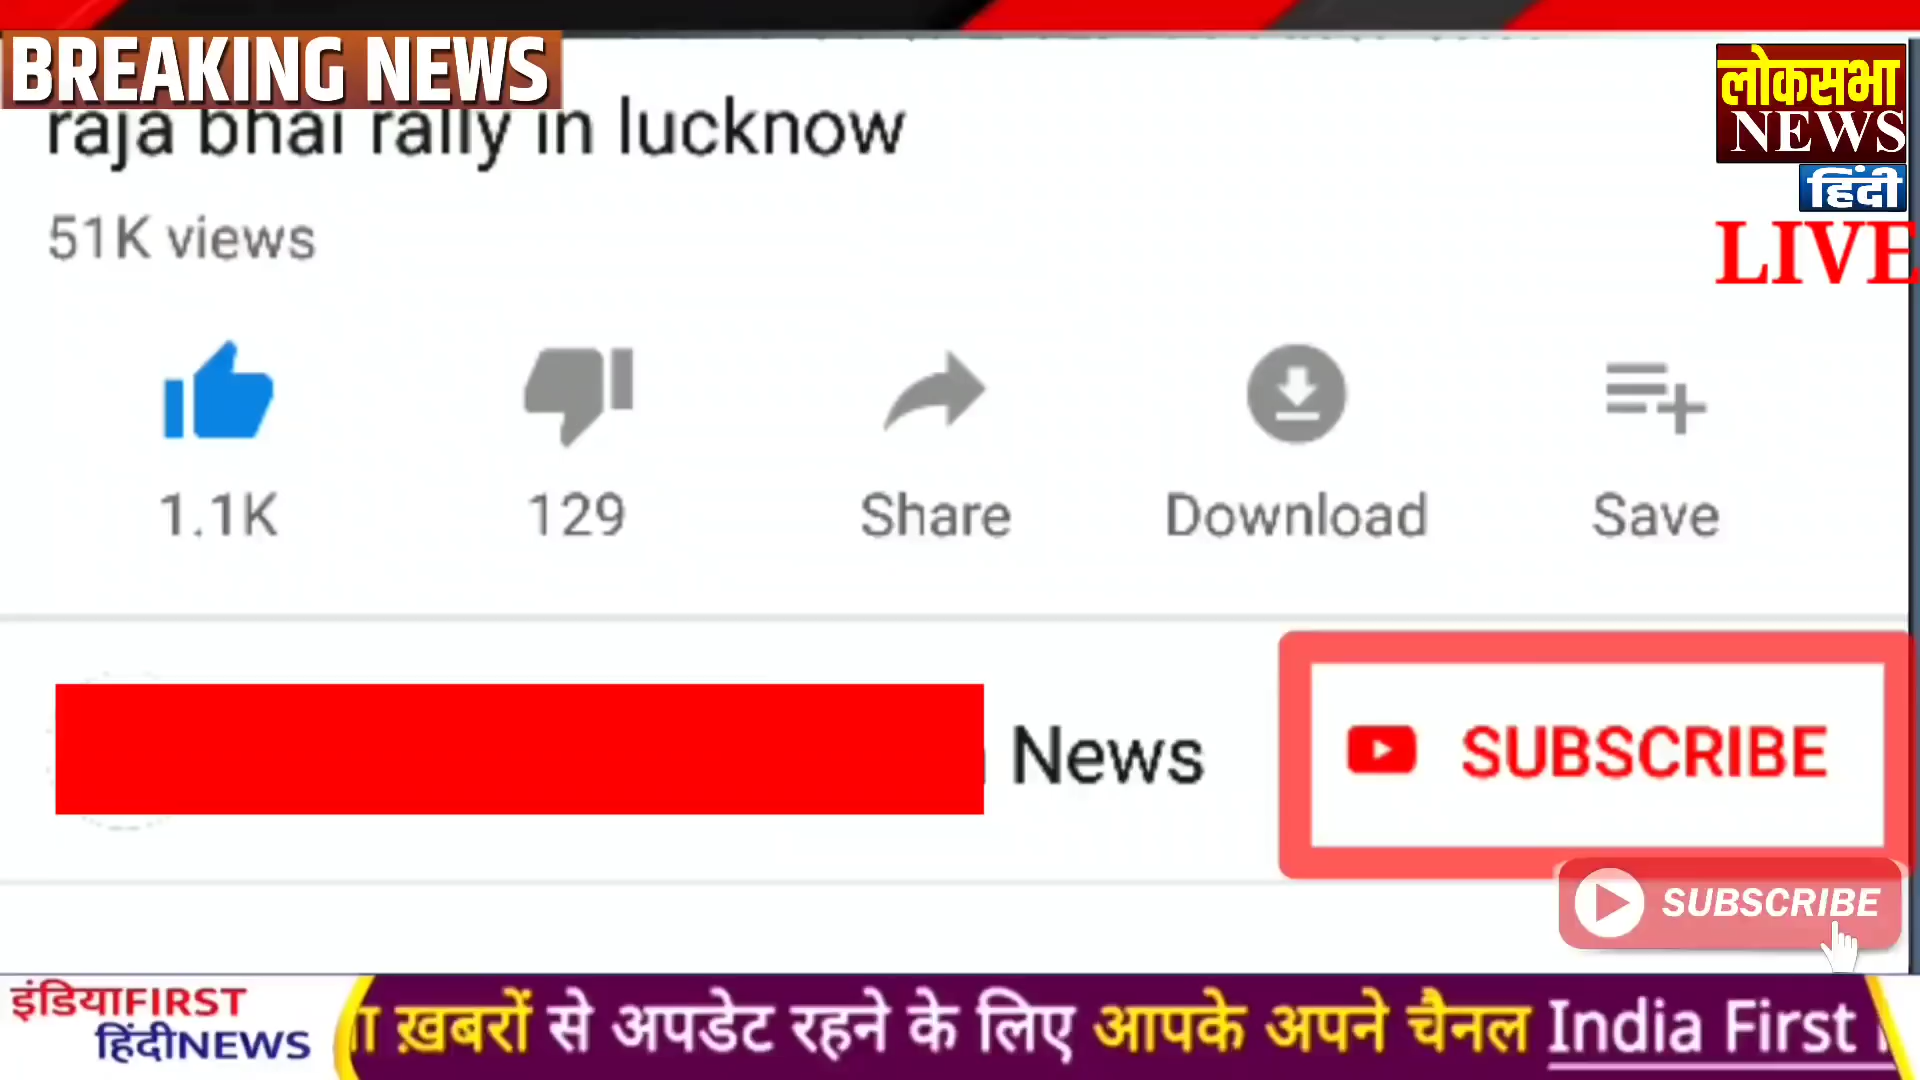 BREAKING NEWS
raja bhai rally in lucknow
51K views
लोकसभा
NEWS
हिंदी
LIVE
1.1K
129
Share
Download
Save
News
SUBSCRIBE
SUBSCRIBE
इंडियाFIRST
हिंदीNEWS
ख़बरों से अपडेट रहने के लिए आपके अपने चैनल India First